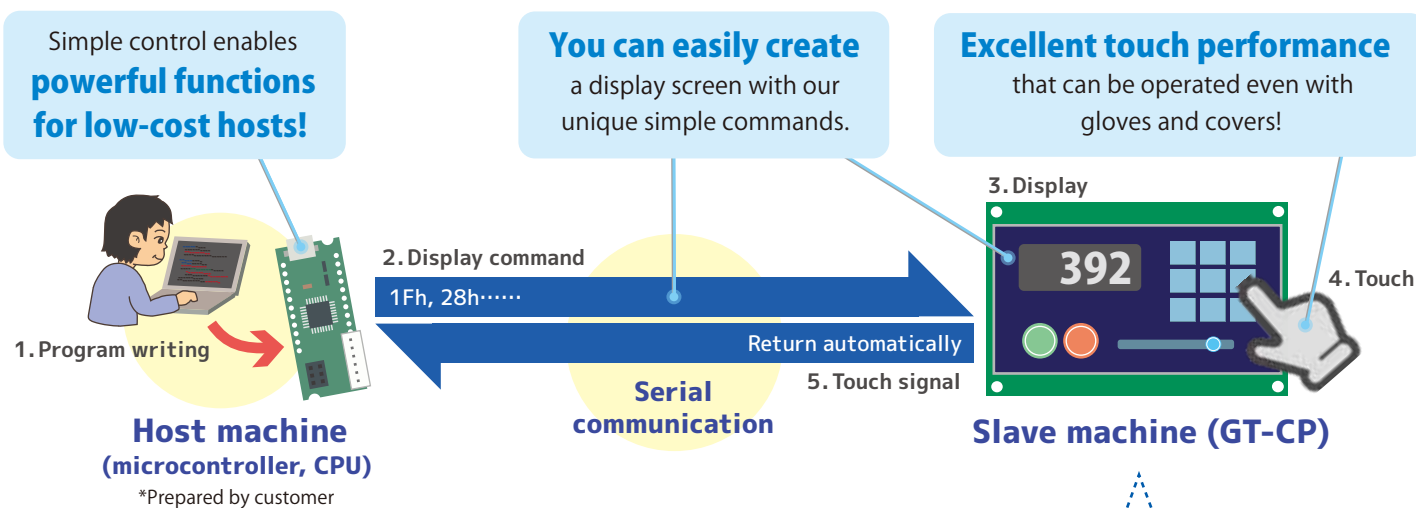 Simple control enables
powerful functions
for low-cost hosts!
You can easily create
a display screen with our
unique simple commands.
Excellent touch performance
that can be operated even with
gloves and covers!
1. Program writing
2. Display command
1Fh, 28h……
Return automatically
5. Touch signal
3. Display
392
4. Touch
Serial
communication
Host machine
(microcontroller, CPU)
*Prepared by customer
Slave machine (GT-CP)